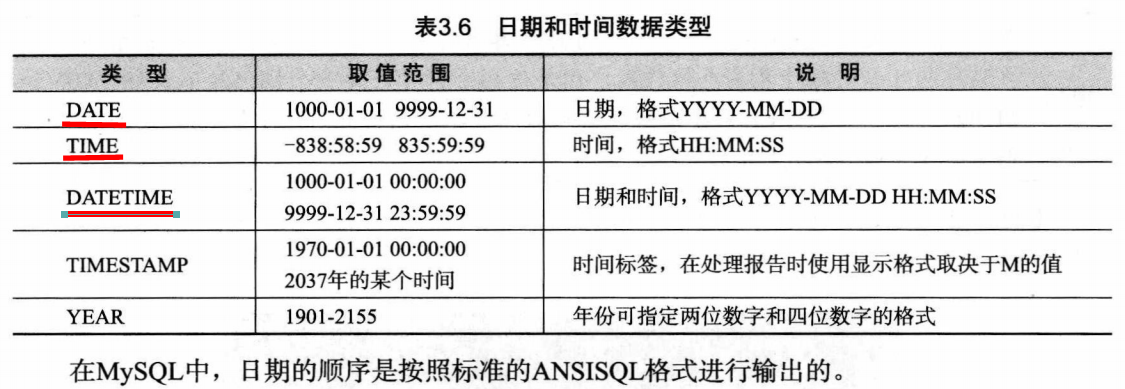 表3.6 日期和时间数据类型
类 型 取值范围 说 明
DATE 1000-01-01 9999-12-31 日期，格式YYYY-MM-DD
TIME -838:58:59 835:59:59 时间，格式HH:MM:SS
DATETIME 1000-01-01 00:00:00
9999-12-31 23:59:59 日期和时间，格式YYYY-MM-DD HH:MM:SS
TIMESTAMP 1970-01-01 00:00:00
2037年的某个时间 时间标签，在处理报告时使用显示格式取决于M的值
YEAR 1901-2155 年份可指定两位数字和四位数字的格式
在MySQL中，日期的顺序是按照标准的ANSISQL格式进行输出的。